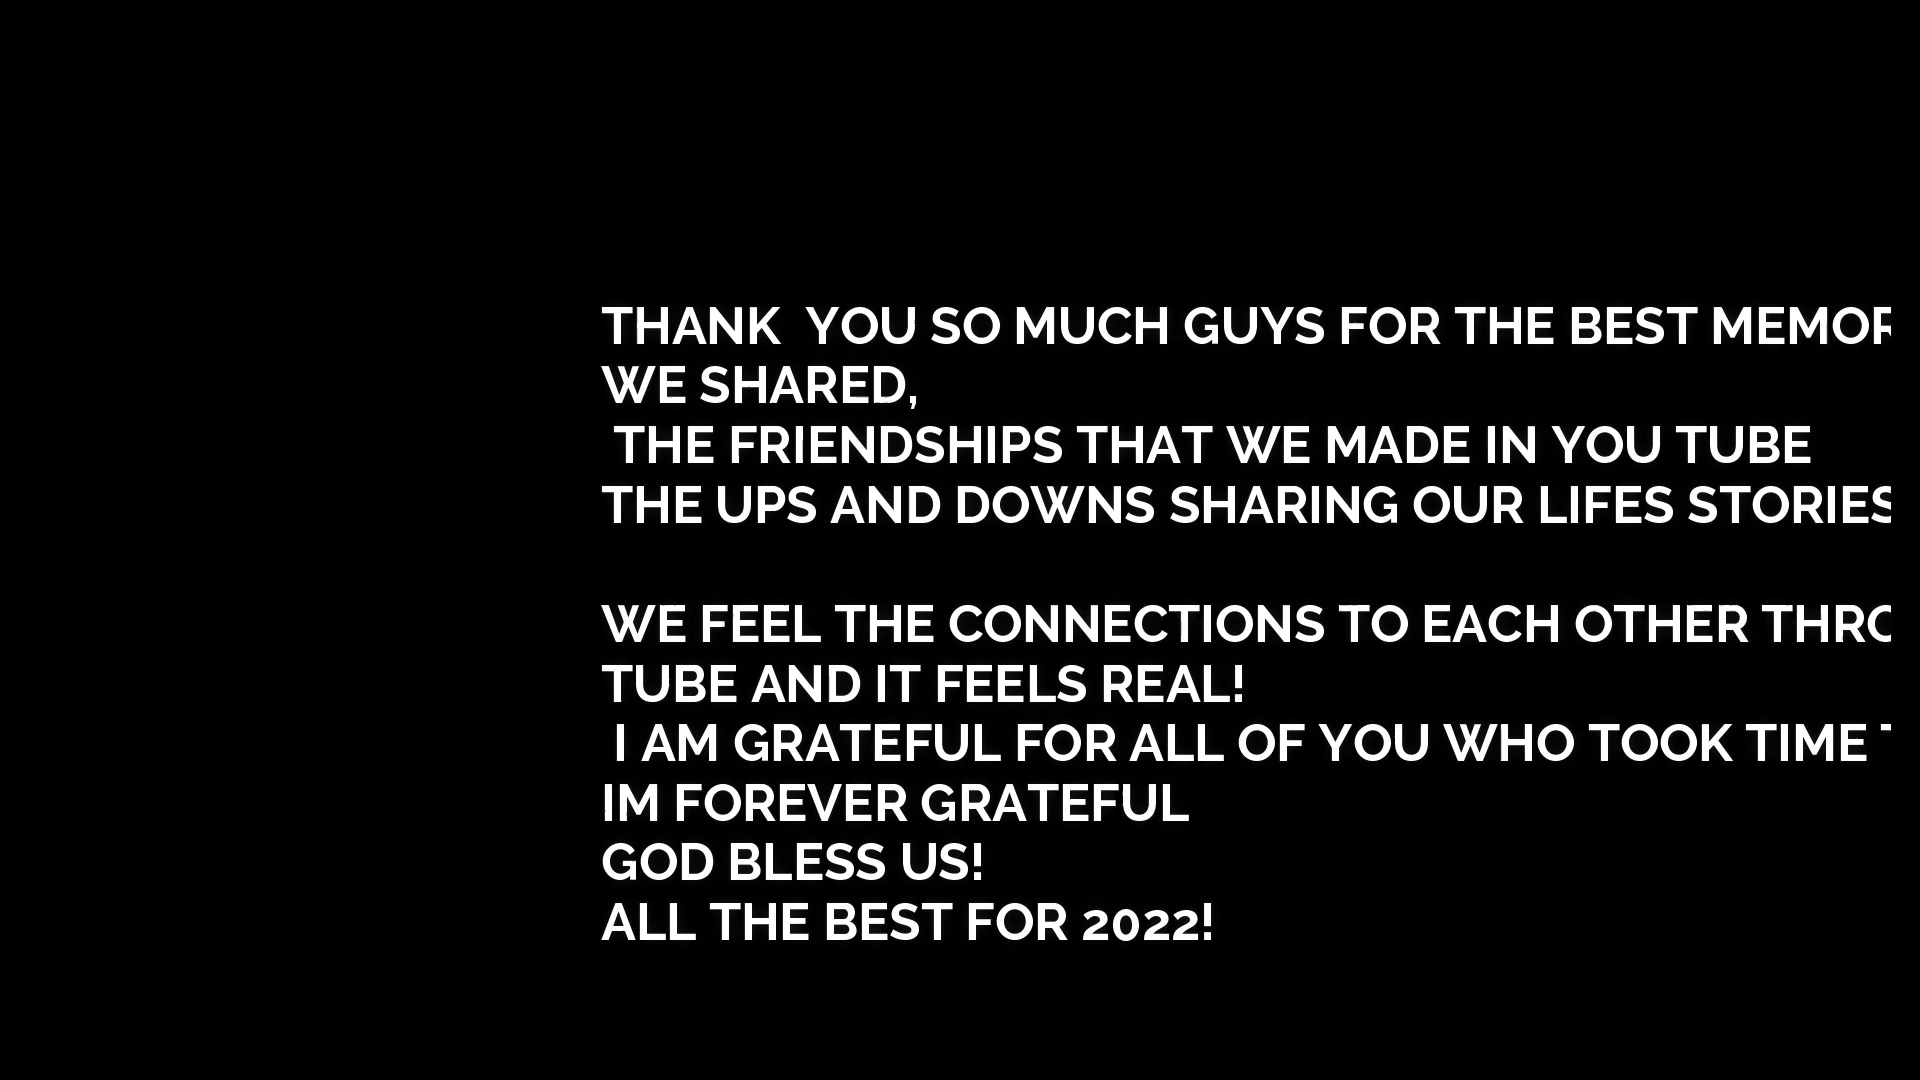 THANK YOU SO MUCH GUYS FOR THE BEST
WE SHARED,
THE FRIENDSHIPS THAT WE MADE IN YOU TUBE
THE UPS AND DOWNS SHARING OUR LIFES STORIES
WE FEEL THE CONNECTIONS TO EACH OTHER
TUBE AND IT FEELS REAL!
I AM GRATEFUL FOR ALL OF YOU WHO TOOK TIME
IM FOREVER GRATEFUL
GOD BLESS US!
ALL THE BEST FOR 2022!